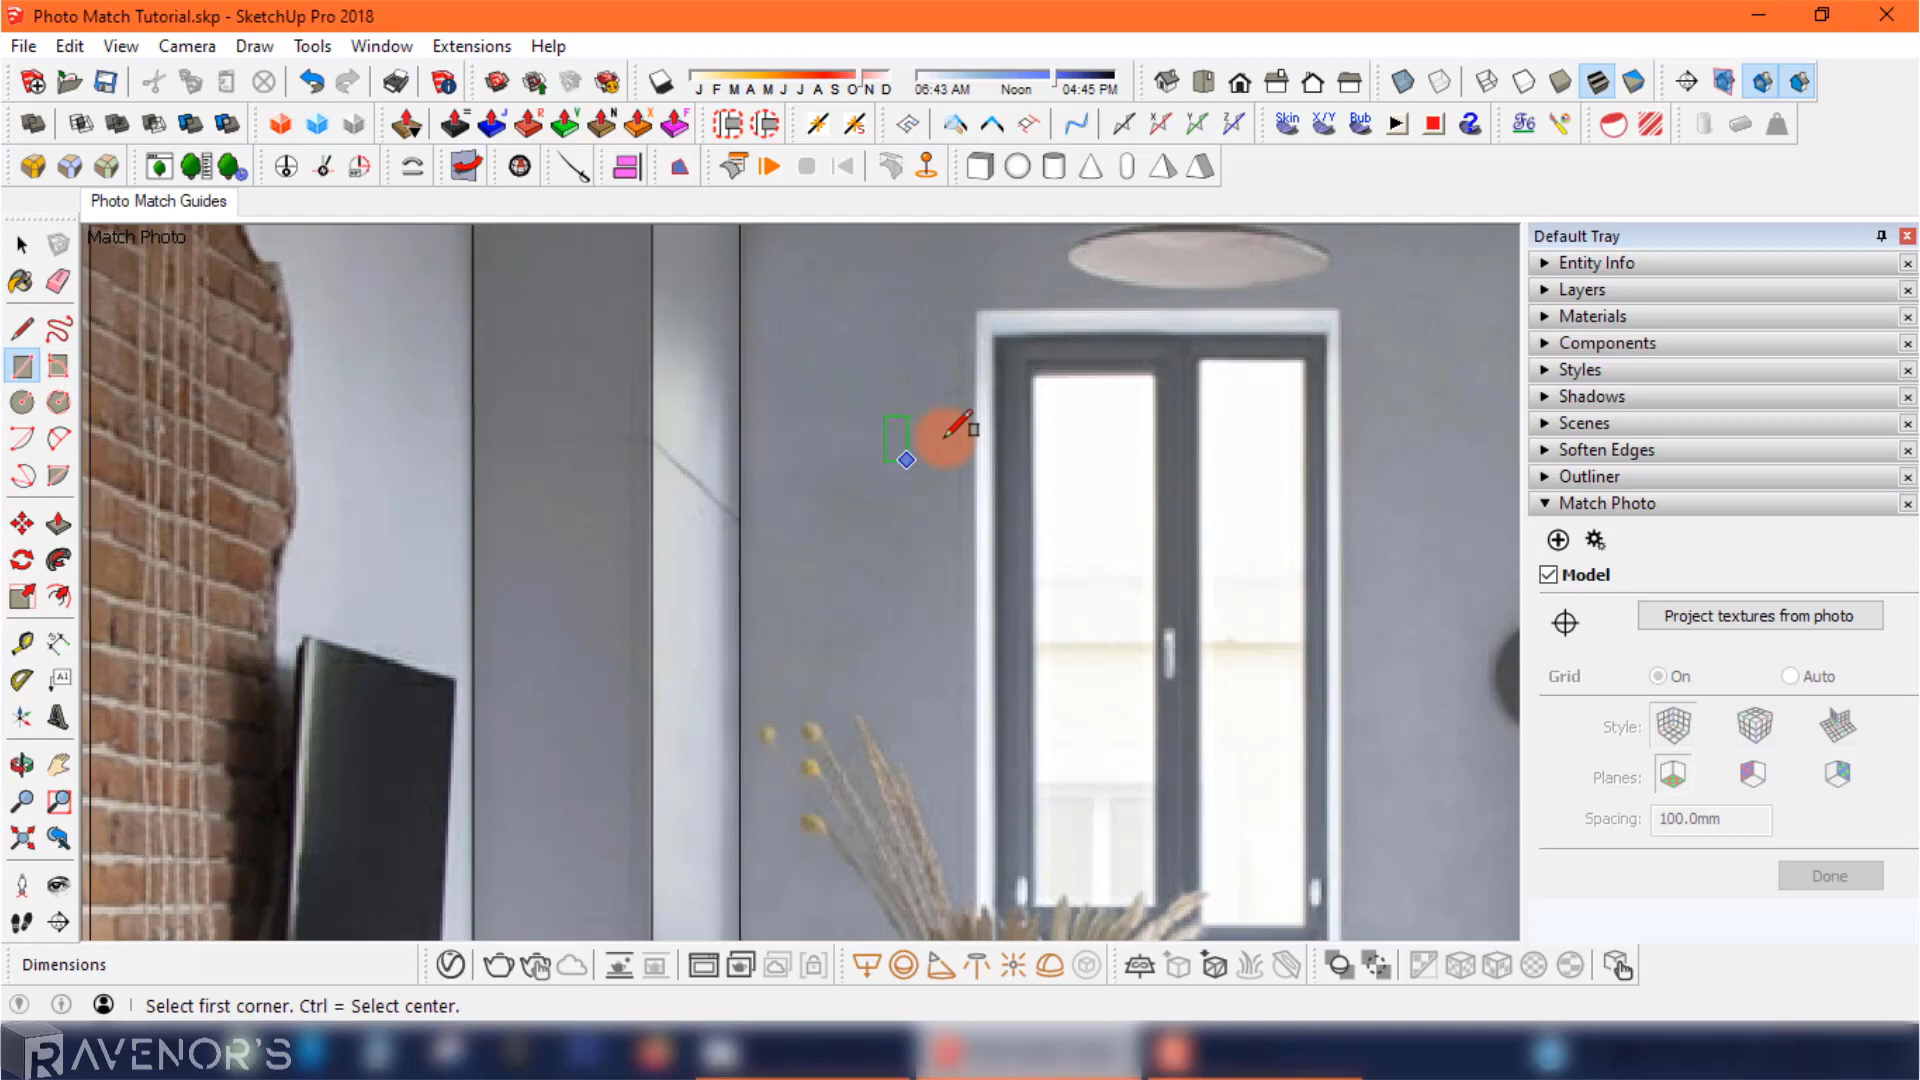 Photo Match Tutorial.skp - SketchUp Pro 2018
File Edit View Camera Draw Tools Window Extensions Help
J F M A M J J A S O N D 06:43 AM Noon 04:45 PM
= J R V N X F Skin X/Y Bub
Photo Match Guides
Match Photo
Default Tray
Entity Info
Layers
Materials
Components
Styles
Shadows
Scenes
Soften Edges
Outliner
Match Photo
Model
Project textures from photo
Grid On Auto
Style:
Planes:
Spacing: 100.0mm
Done
Dimensions
Select first corner. Ctrl = Select center.
RAVENOR'S